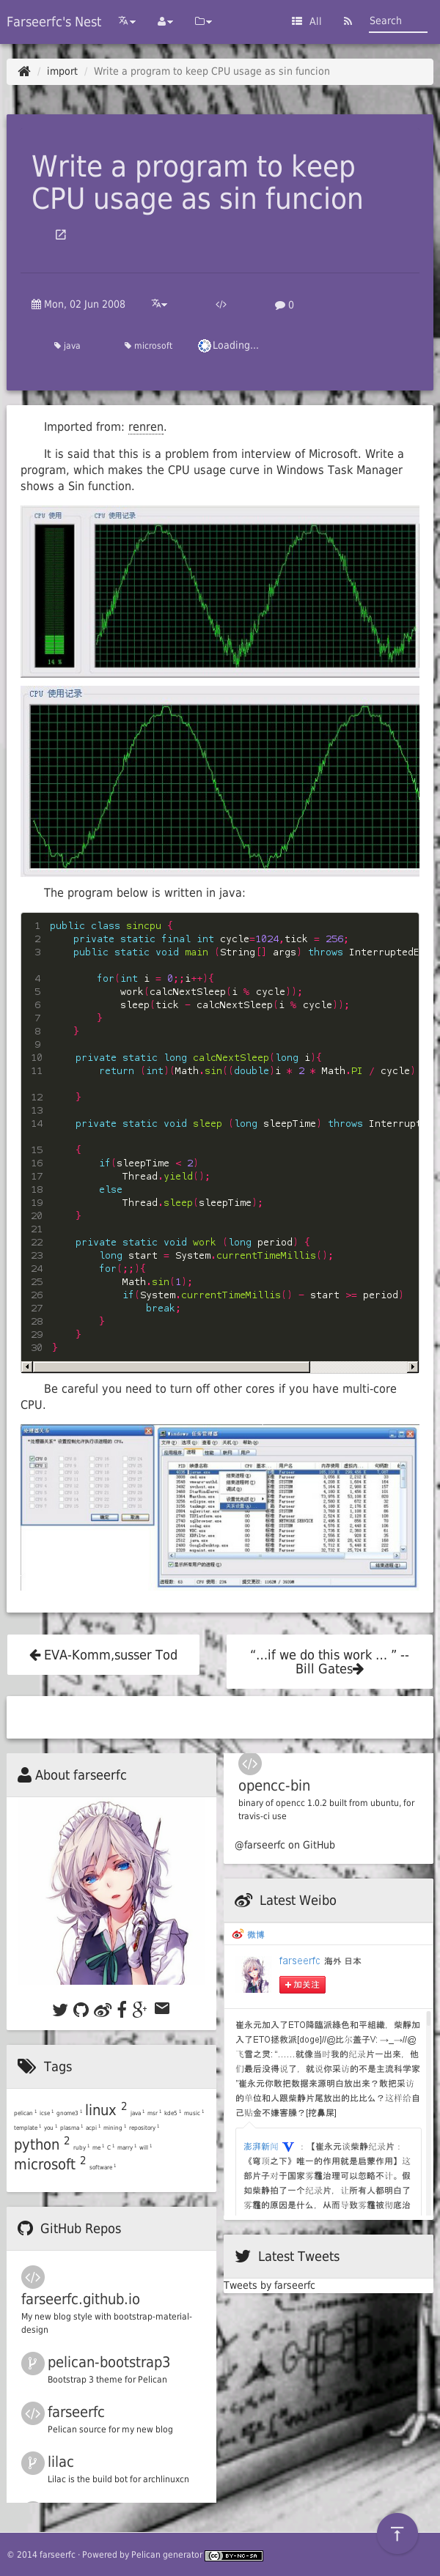 Farseerfc's Nest
All
Search
import / Write a program to keep CPU usage as sin funcion
Write a program to keep
CPU usage as sin funcion
Mon, 02 Jun 2008
0
java
microsoft
Loading...
Imported from: renren.
It is said that this is a problem from interview of Microsoft. Write a
program, which makes the CPU usage curve in Windows Task Manager
shows a Sin function.
CPU 使用
CPU 使用记录
14 %
CPU 使用记录
The program below is written in java:
1 public class sincpu {
2 private static final int cycle=1024,tick = 256;
3 public static void main (String[] args) throws InterruptedE
4 for(int i = 0;;i++){
5 work(calcNextSleep(i % cycle));
6 sleep(tick - calcNextSleep(i % cycle));
7 }
8 }
9
10 private static long calcNextSleep(long i){
11 return (int)(Math.sin((double)i * 2 * Math.PI / cycle)
12 }
13
14 private static void sleep (long sleepTime) throws Interrupt
15 {
16 if(sleepTime < 2)
17 Thread.yield();
18 else
19 Thread.sleep(sleepTime);
20 }
21
22 private static void work (long period) {
23 long start = System.currentTimeMillis();
24 for(;;){
25 Math.sin(1);
26 if(System.currentTimeMillis() - start >= period)
27 break;
28 }
29 }
30 }
Be careful you need to turn off other cores if you have multi-core
CPU.
EVA-Komm,susser Tod
“...if we do this work ... ” --
Bill Gates
About farseerfc
Tags
pelican 1 icse 1 gnome3 1 linux 2 java 1 msr 1 kde5 1 music 1
template 1 you 1 plasma 1 acpi 1 mining 1 repository 1
python 2 ruby 1 me 1 C 1 marry 1 will 1
microsoft 2 software 1
GitHub Repos
farseerfc.github.io
My new blog style with bootstrap-material-
design
pelican-bootstrap3
Bootstrap 3 theme for Pelican
farseerfc
Pelican source for my new blog
lilac
Lilac is the build bot for archlinuxcn
opencc-bin
binary of opencc 1.0.2 built from ubuntu, for
travis-ci use
@farseerfc on GitHub
Latest Weibo
微博
farseerfc 海外 日本
加关注
崔永元加入了ETO降臨派綠色和平組織，柴靜加
入了ETO拯救派[doge]//@比尔盖子V: →_→//@
飞雪之灵: “……就像当时我的纪录片一出来，他
们最后没得说了，就说你采访的不是主流科学家
”崔永元你敢把数据来源明白放出来？敢把采访
的单位和人跟柴靜片尾放出的比比么？这样给自
己贴金不嫌害臊？[挖鼻屎]
澎湃新闻 V ：【崔永元谈柴静纪录片：
《穹顶之下》唯一的作用就是启蒙作用】这
部片子对于国家雾霾治理可以忽略不计。假
如柴静拍了一个纪录片，让所有人都明白了
雾霾的原因是什么，从而导致雾霾被彻底治
Latest Tweets
Tweets by farseerfc
© 2014 farseerfc · Powered by Pelican generator
BY-NC-SA